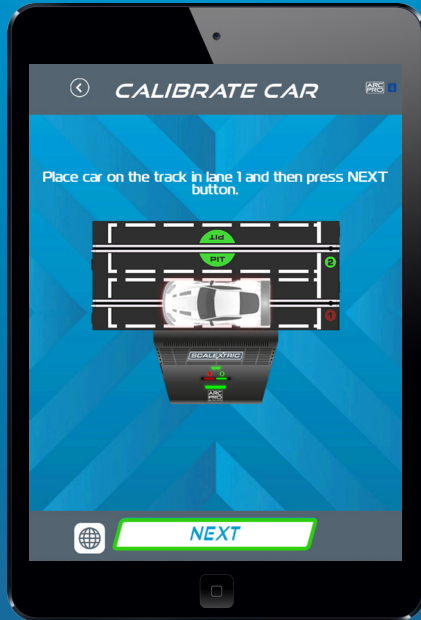 CALIBRATE CAR
ARC
PRO
Place car on the track in lane 1 and then press NEXT
button.
PIT
PIT
2
1
SCALEXTRIC
ARC
PRO
NEXT